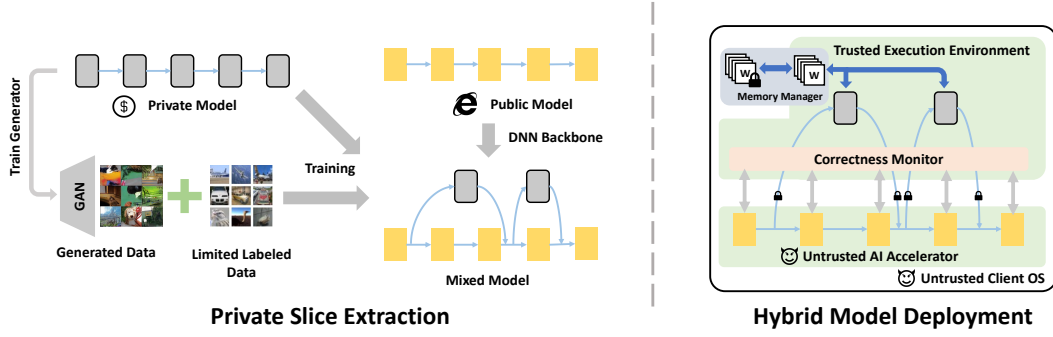 Train Generator
$ Private Model
GAN
Generated Data
Limited Labeled
Data
Training
Public Model
DNN Backbone
Mixed Model
Private Slice Extraction
Trusted Execution Environment
W
W
Memory Manager
Correctness Monitor
Untrusted AI Accelerator
Untrusted Client OS
Hybrid Model Deployment